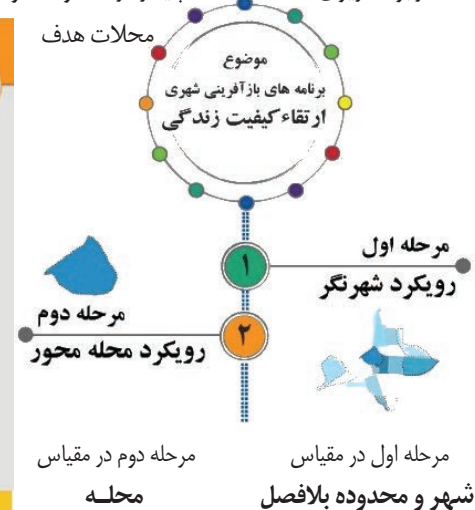 محلات هدف
موضوع
برنامه های بازآفرینی شهری
ارتقاء کیفیت زندگی
مرحله اول
۱
رویکرد شهرنگر
مرحله دوم
۲
رویکرد محله محور
مرحله اول در مقیاس
شهر و محدوده بلافصل
مرحله دوم در مقیاس
محلــه